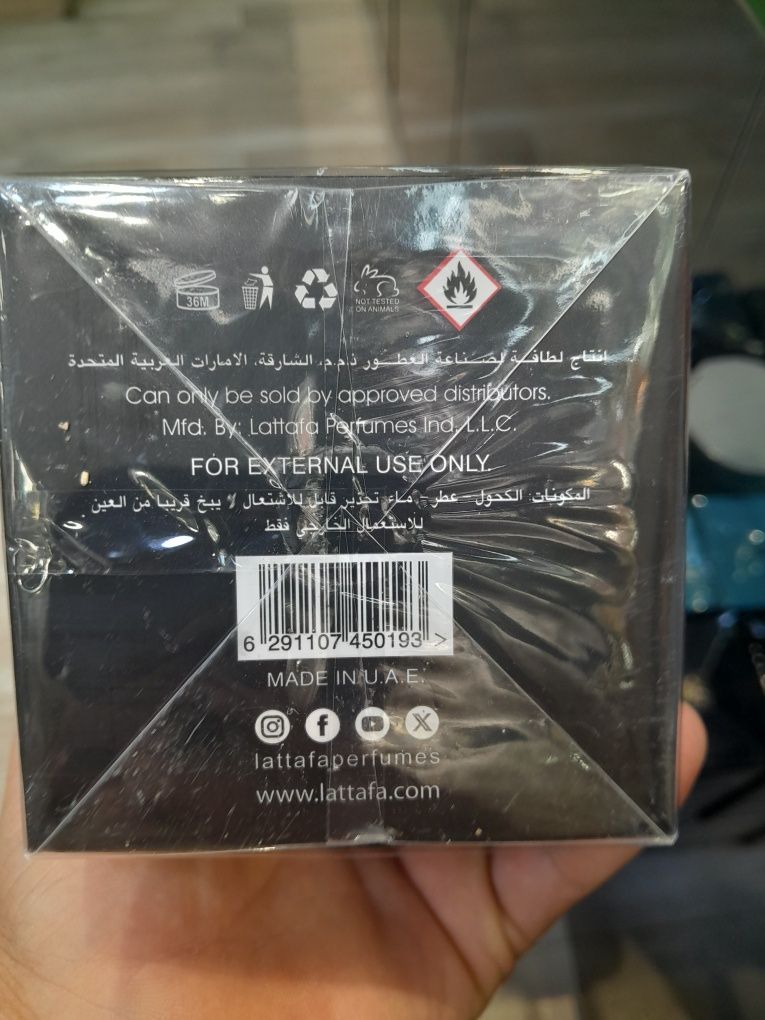 36M
NOT TESTED
ON ANIMALS
انتاج لطافة لصناعة العطور ذ.م.م. الشارقة. الامارات العربية المتحدة
Can only be sold by approved distributors.
Mfd. By: Lattafa Perfumes Ind. L.L.C.
FOR EXTERNAL USE ONLY.
المكونات: الكحول - عطر - ماء تحذير قابل للاشتعال لا يبخ قريبا من العين
للاستعمال الخارجي فقط
6 291107 450193 >
MADE IN U.A.E.
lattafaperfumes
www.lattafa.com